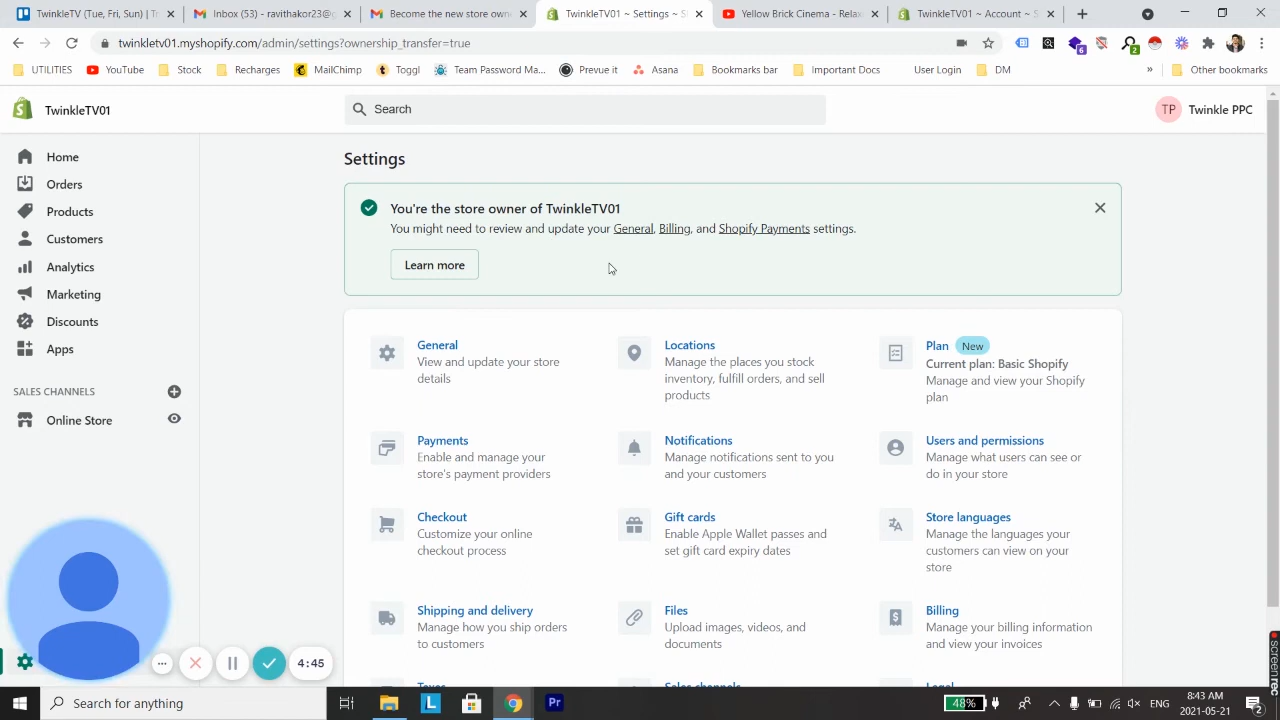 TwinkleTV (Tue, Fri, Sun) | Tr
Inbox (53) - ravithakor23@g
Become the new store owner
TwinkleTV01 ~ Settings ~ S
Yellow Brick Cinema - Relax
TwinkleTV01 ~ Account ~ S
twinkletv01.myshopify.com/admin/settings?ownership_transfer=true
6
2
UTILITIES
YouTube
Stock
Recharges
MailChimp
Toggl
Team Password Ma...
Prevue it
Asana
Bookmarks bar
Important Docs
User Login
DM
»
Other bookmarks
TwinkleTV01
Search
TP
Twinkle PPC
Home
Orders
Products
Customers
Analytics
Marketing
Discounts
Apps
SALES CHANNELS
Online Store
Settings
You're the store owner of TwinkleTV01
You might need to review and update your General, Billing, and Shopify Payments settings.
Learn more
General
View and update your store
details
Locations
Manage the places you stock
inventory, fulfill orders, and sell
products
Plan New
Current plan: Basic Shopify
Manage and view your Shopify
plan
Payments
Enable and manage your
store's payment providers
Notifications
Manage notifications sent to you
and your customers
Users and permissions
Manage what users can see or
do in your store
Checkout
Customize your online
checkout process
Gift cards
Enable Apple Wallet passes and
set gift card expiry dates
Store languages
Manage the languages your
customers can view on your
store
Shipping and delivery
Manage how you ship orders
to customers
Files
Upload images, videos, and
documents
Billing
Manage your billing information
and view your invoices
Taxes
Sales channels
Legal
4:45
screenrec
Search for anything
L
Pr
48%
ENG
8:43 AM
2021-05-21
2